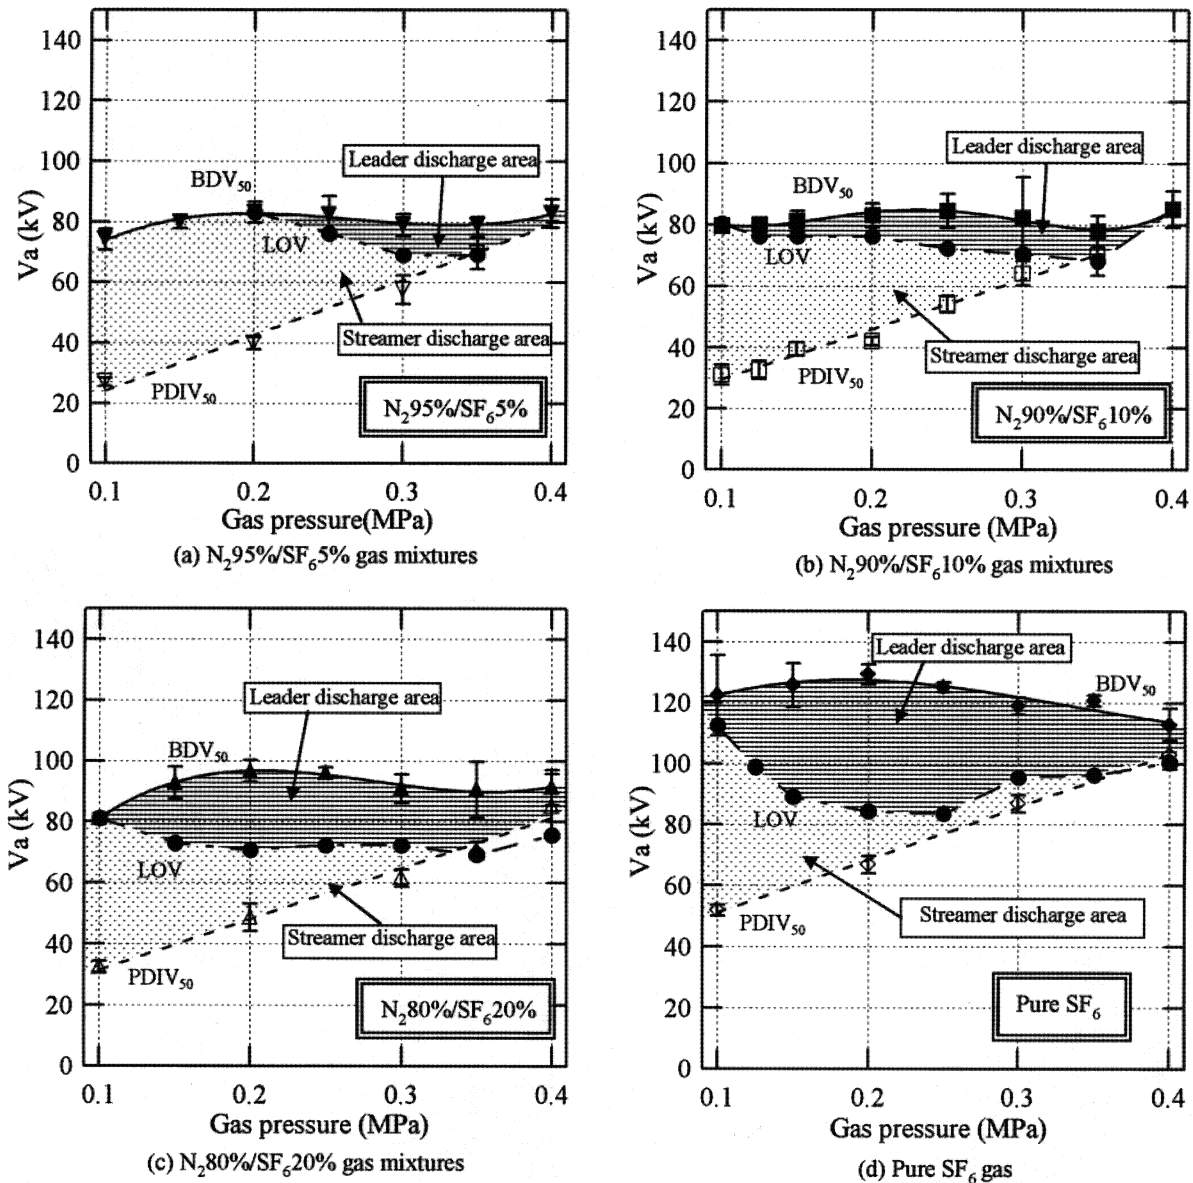 140
120
100
80
60
40
20
0
Va (kV)
Leader discharge area
BDV50
LOV
Streamer discharge area
PDIV50
N295%/SF65%
0.1 0.2 0.3 0.4
Gas pressure(MPa)
(a) N295%/SF65% gas mixtures
140
120
100
80
60
40
20
0
Va (kV)
Leader discharge area
BDV50
LOV
Streamer discharge area
PDIV50
N290%/SF610%
0.1 0.2 0.3 0.4
Gas pressure (MPa)
(b) N290%/SF610% gas mixtures
140
120
100
80
60
40
20
0
Va (kV)
Leader discharge area
BDV50
LOV
Streamer discharge area
PDIV50
N280%/SF620%
0.1 0.2 0.3 0.4
Gas pressure (MPa)
(c) N280%/SF620% gas mixtures
140
120
100
80
60
40
20
0
Va (kV)
Leader discharge area
BDV50
LOV
Streamer discharge area
PDIV50
Pure SF6
0.1 0.2 0.3 0.4
Gas pressure (MPa)
(d) Pure SF6 gas